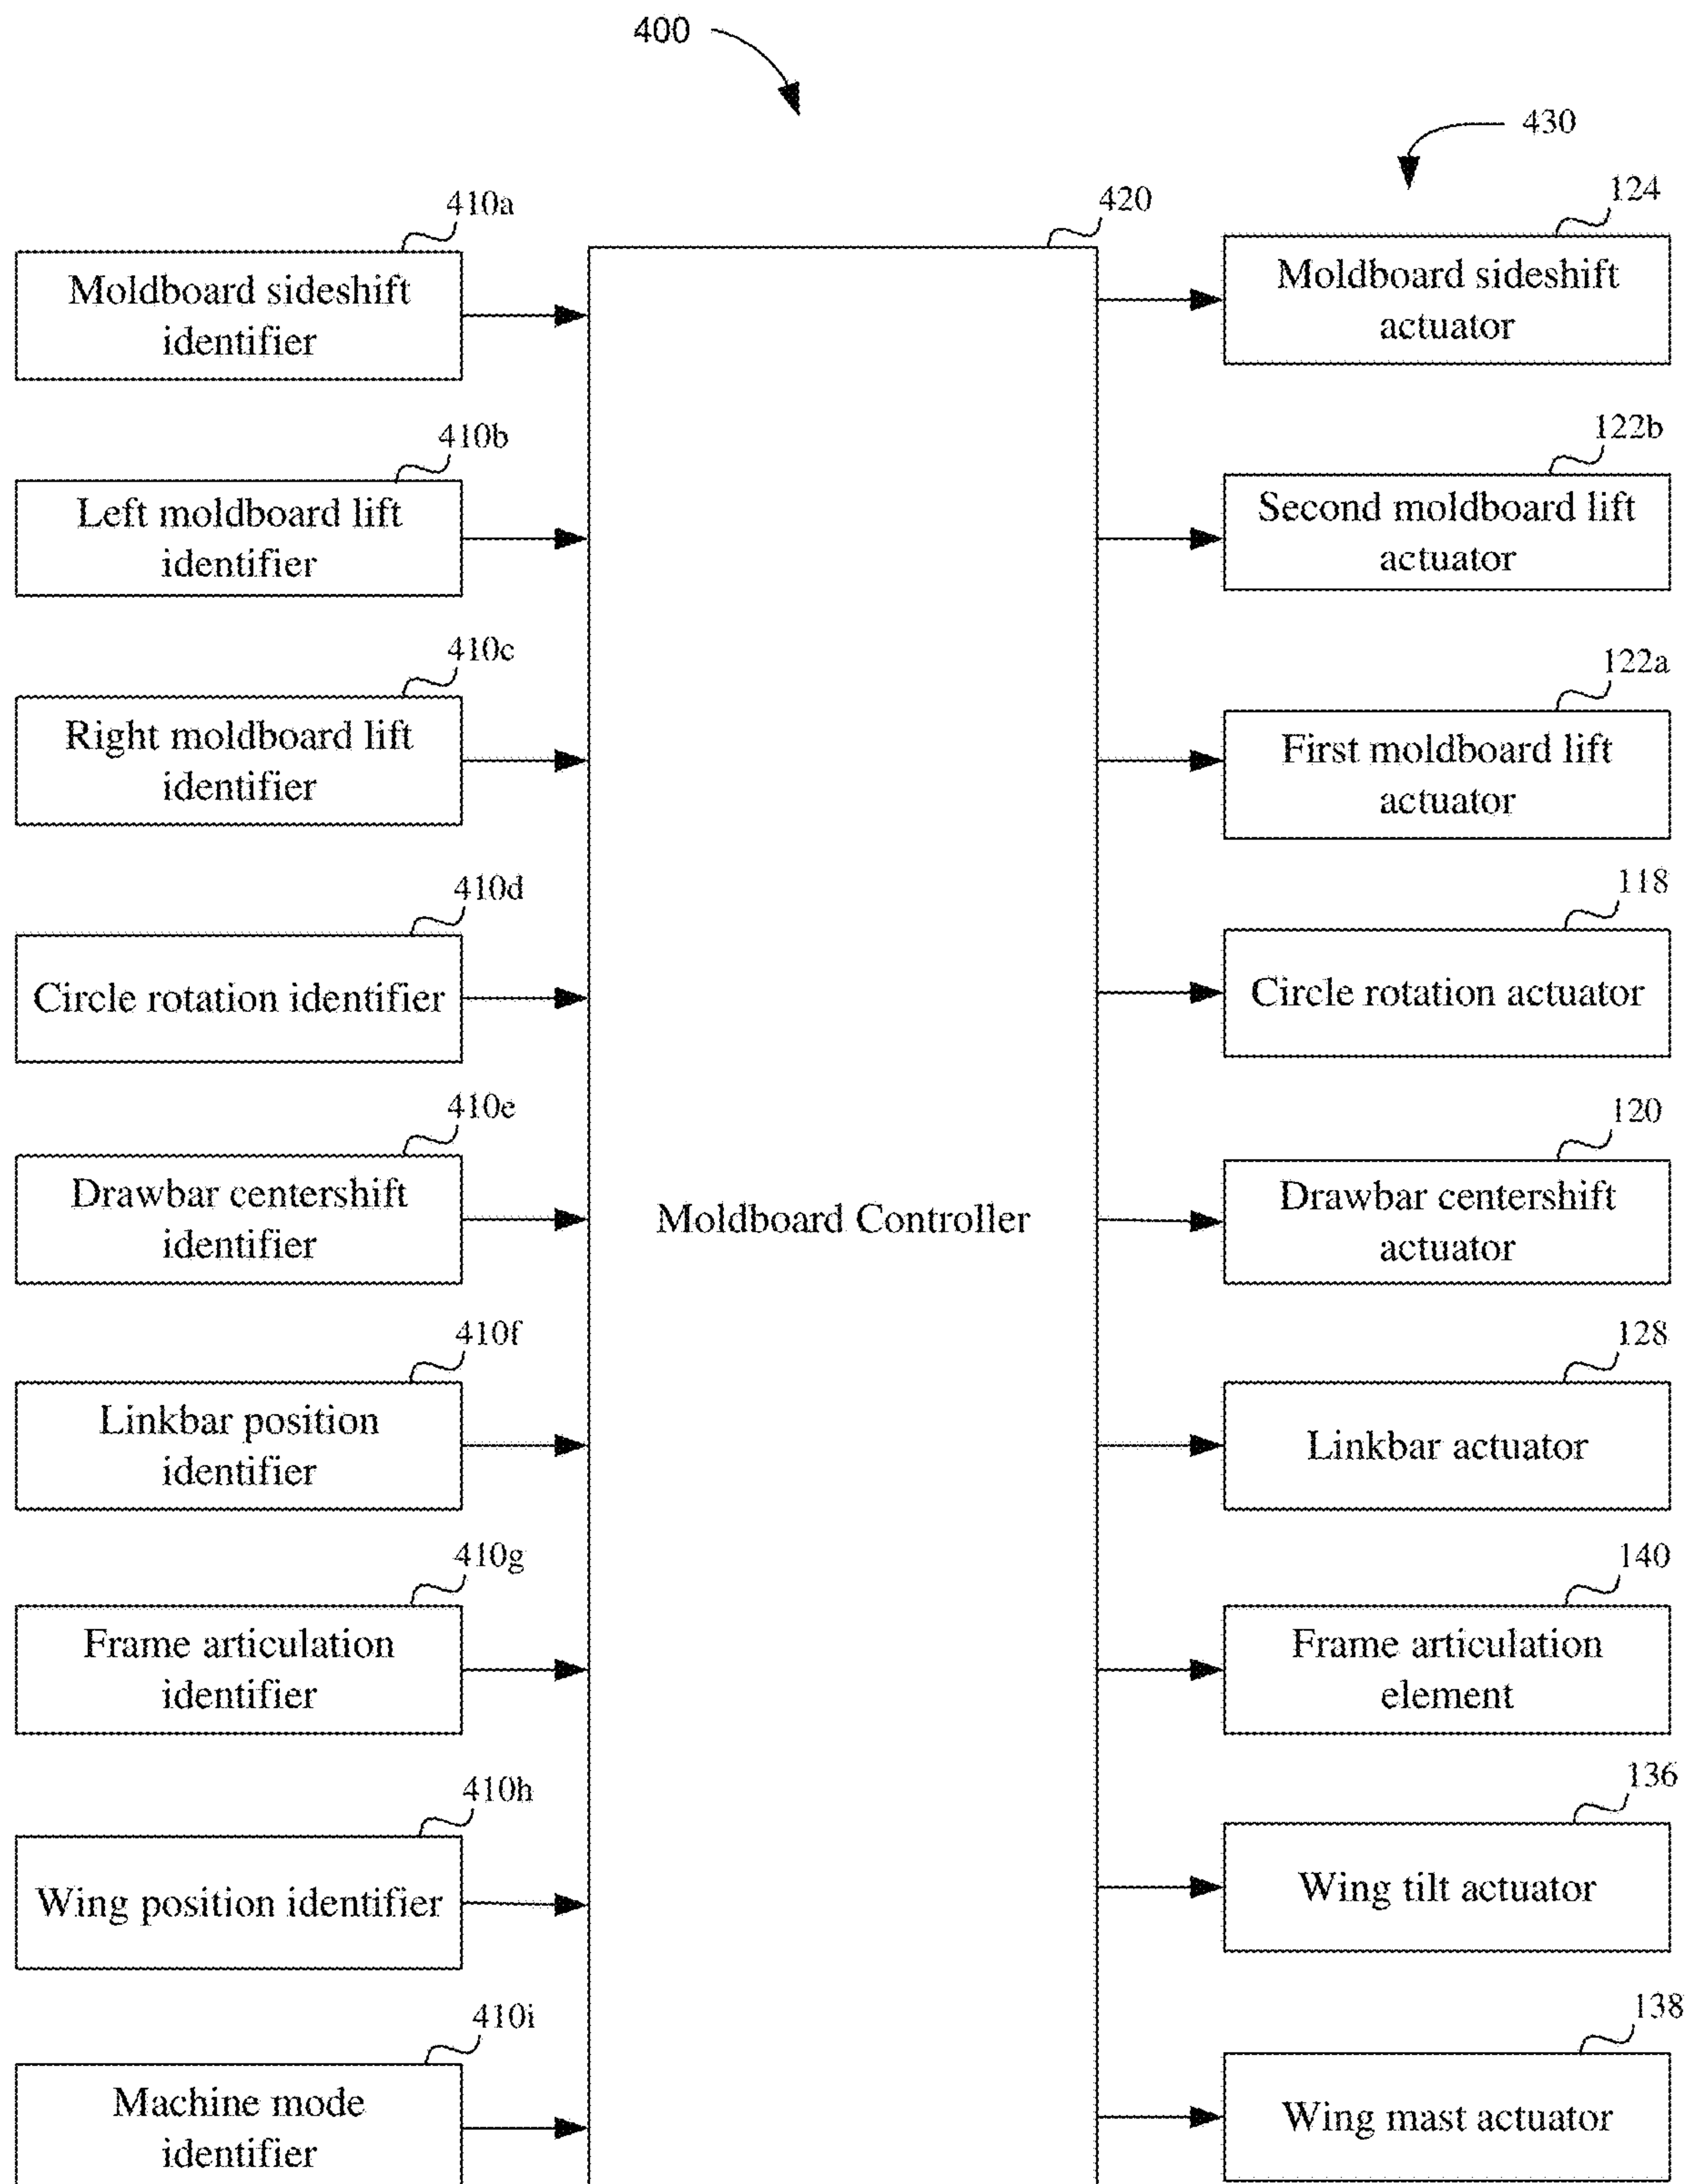 400
430
410a
Moldboard sideshift
identifier
410b
Left moldboard lift
identifier
410c
Right moldboard lift
identifier
410d
Circle rotation identifier
410e
Drawbar centershift
identifier
410f
Linkbar position
identifier
410g
Frame articulation
identifier
410h
Wing position identifier
410i
Machine mode
identifier
420
Moldboard Controller
124
Moldboard sideshift
actuator
122b
Second moldboard lift
actuator
122a
First moldboard lift
actuator
118
Circle rotation actuator
120
Drawbar centershift
actuator
128
Linkbar actuator
140
Frame articulation
element
136
Wing tilt actuator
138
Wing mast actuator